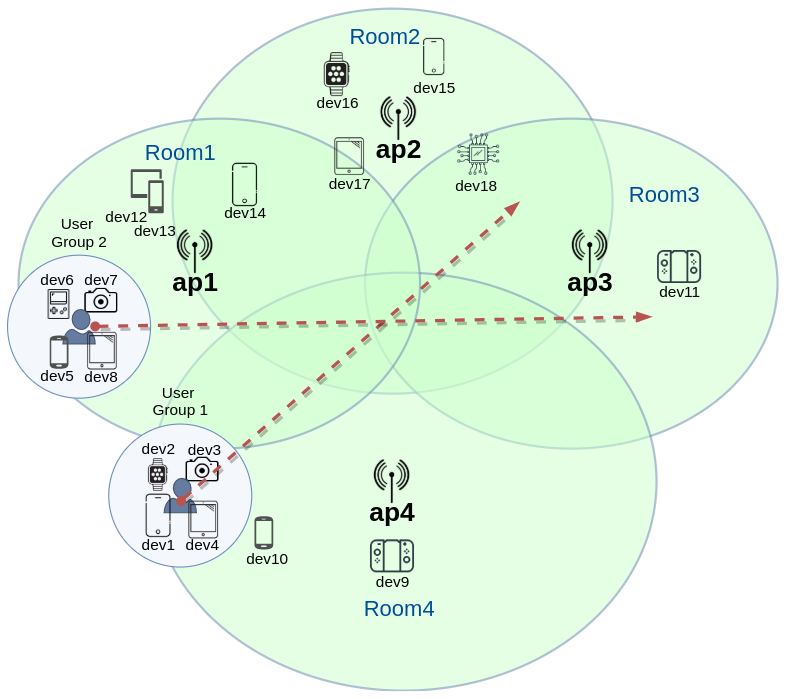 Room2
dev15
dev16
ap2
Room1
dev17
dev18
Room3
dev12
dev14
dev13
User
Group 2
ap1
ap3
dev6
dev7
dev11
dev5
dev8
User
Group 1
dev2
dev3
ap4
dev1
dev4
dev10
dev9
Room4